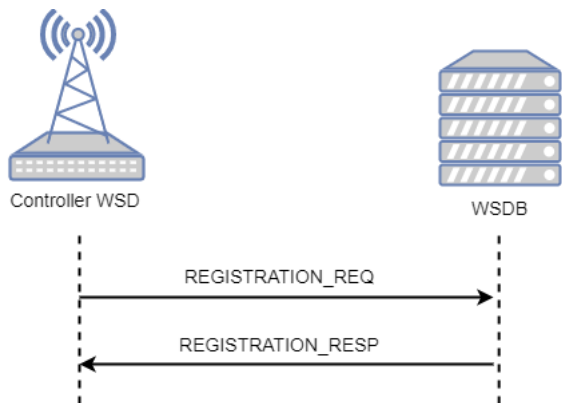 Controller WSD
WSDB
REGISTRATION_REQ
REGISTRATION_RESP